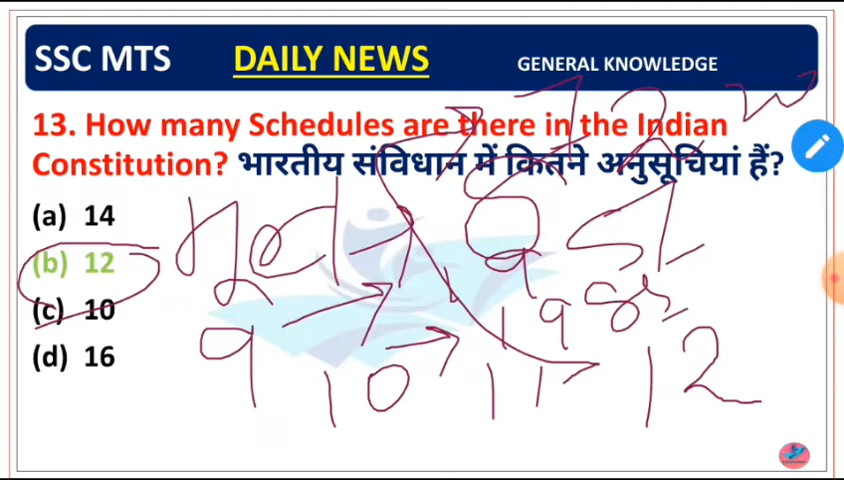 SSC MTS DAILY NEWS GENERAL KNOWLEDGE
13. How many Schedules are there in the Indian
Constitution? भारतीय संविधान में कितने अनुसूचियां हैं?
(a) 14
(b) 12
(c) 10
(d) 16
9 10 11 12